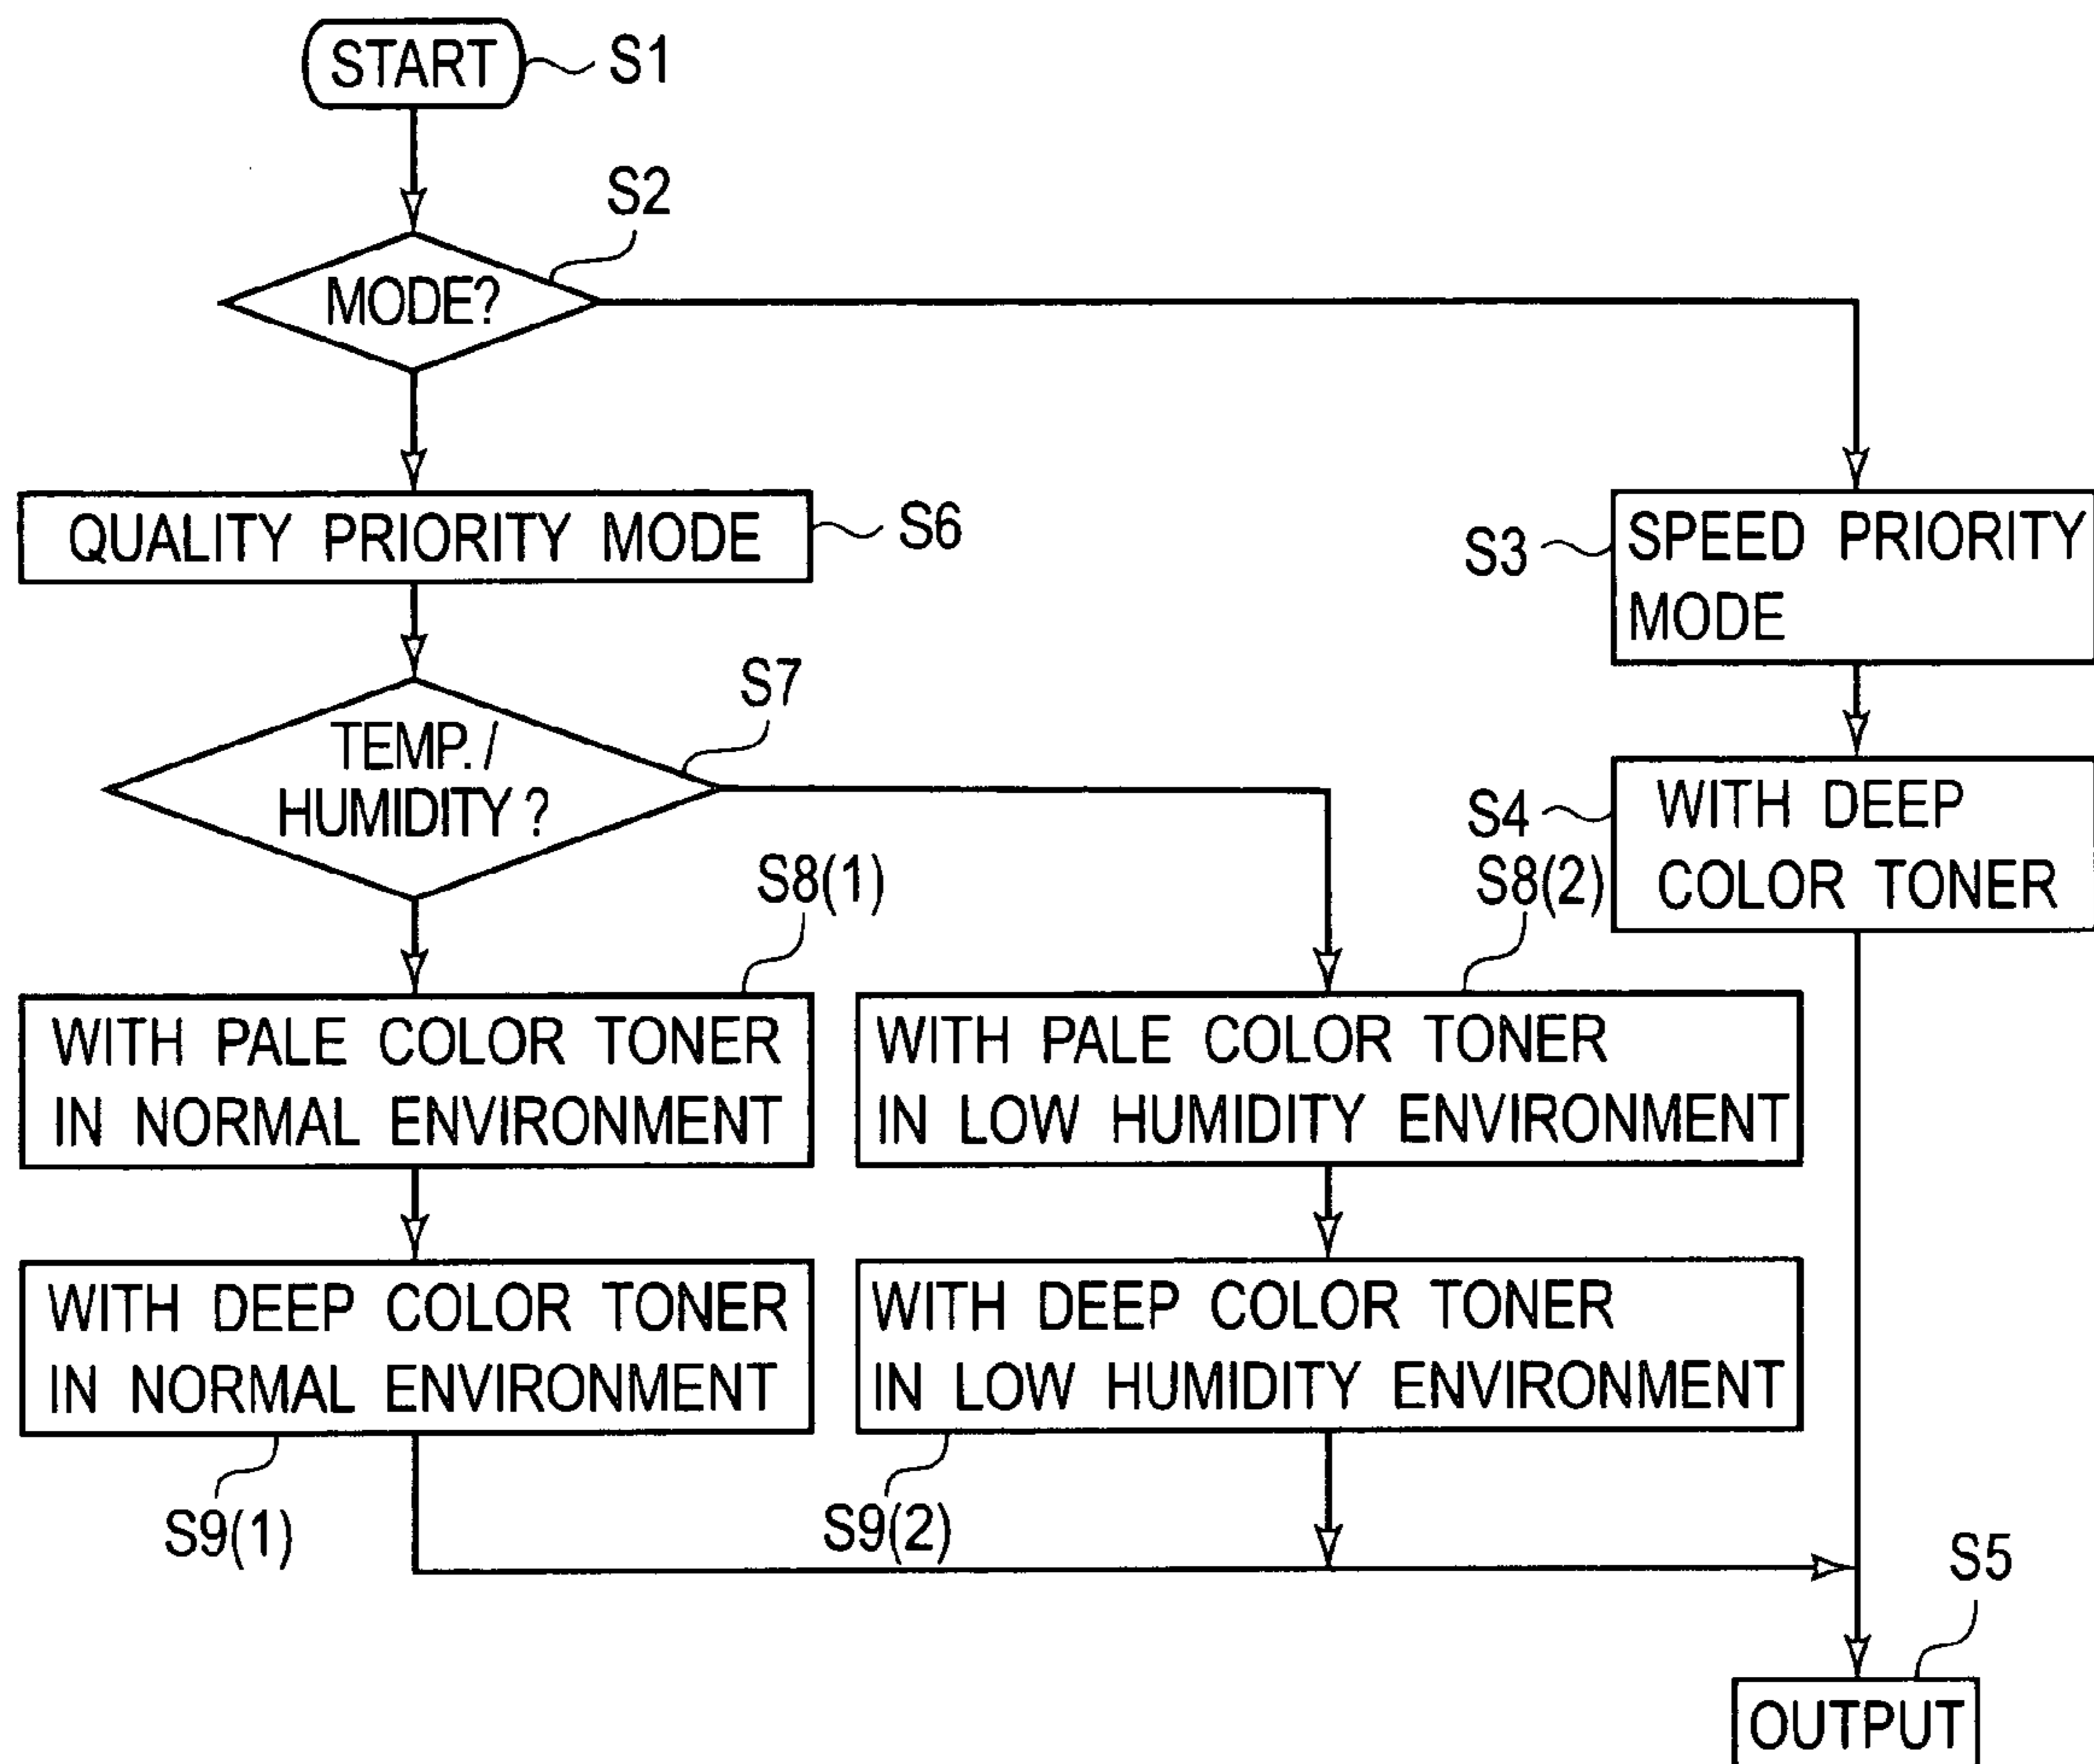 START
S1
S2
MODE?
QUALITY PRIORITY MODE
S6
S3
SPEED PRIORITY
MODE
S7
TEMP. /
HUMIDITY ?
S4
WITH DEEP
COLOR TONER
S8(1)
S8(2)
WITH PALE COLOR TONER
IN NORMAL ENVIRONMENT
WITH PALE COLOR TONER
IN LOW HUMIDITY ENVIRONMENT
WITH DEEP COLOR TONER
IN NORMAL ENVIRONMENT
WITH DEEP COLOR TONER
IN LOW HUMIDITY ENVIRONMENT
S9(1)
S9(2)
S5
OUTPUT